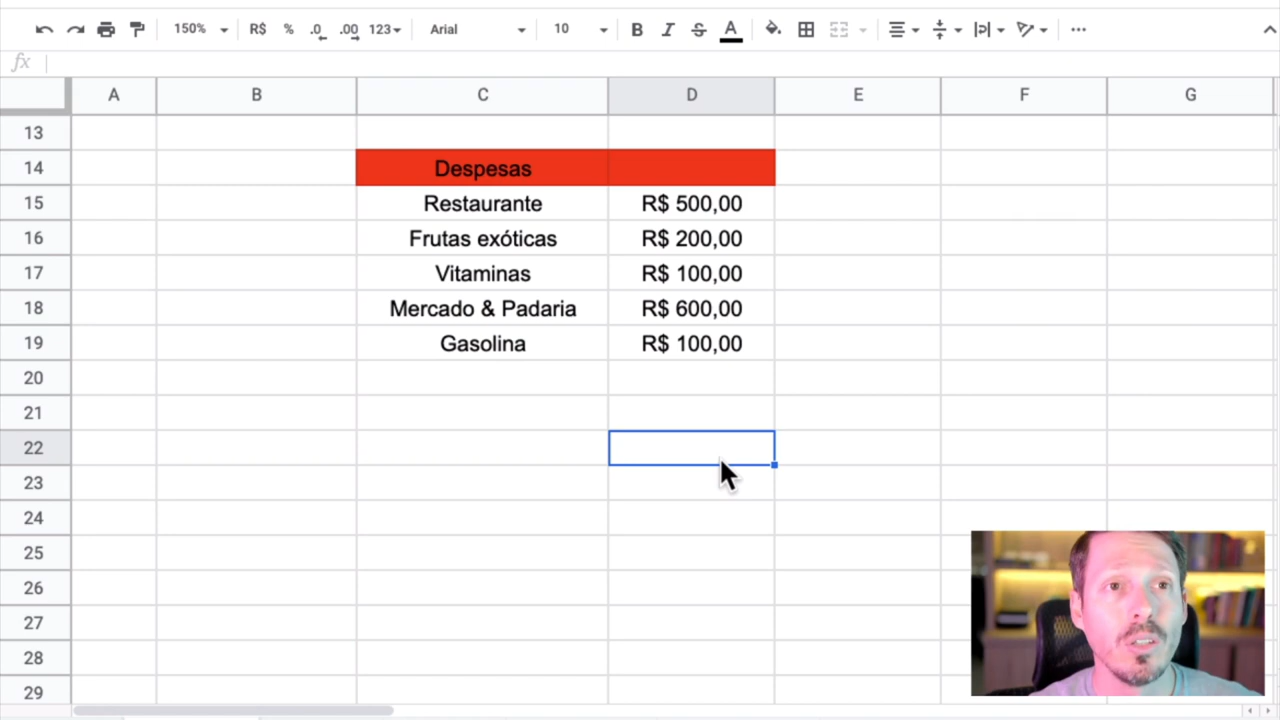 150% R$ % .0 .00 123 Arial 10 B I S A
fx
A B C D E F G
13
14 Despesas
15 Restaurante R$ 500,00
16 Frutas exóticas R$ 200,00
17 Vitaminas R$ 100,00
18 Mercado & Padaria R$ 600,00
19 Gasolina R$ 100,00
20
21
22
23
24
25
26
27
28
29